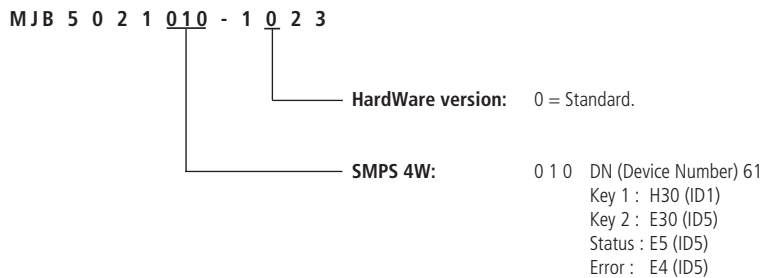 MJB 5 0 2 1 0 1 0 - 1 0 2 3
HardWare version: 0 = Standard.
SMPS 4W: 0 1 0 DN (Device Number) 61
Key 1 : H30 (ID1)
Key 2 : E30 (ID5)
Status : E5 (ID5)
Error : E4 (ID5)